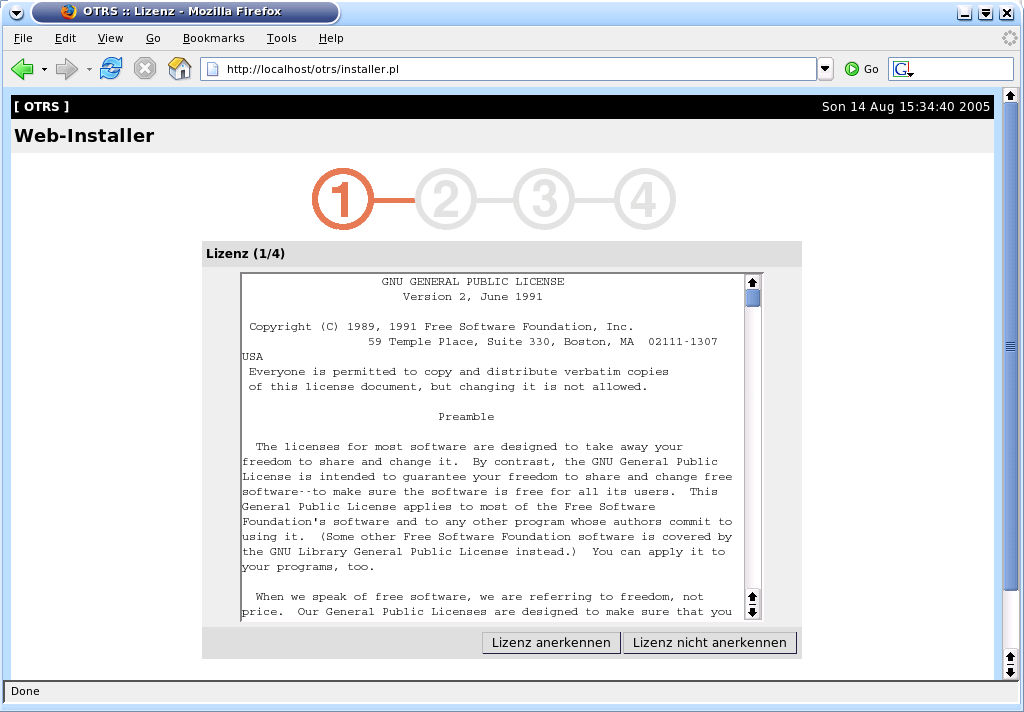 OTRS :: Lizenz - Mozilla Firefox
File Edit View Go Bookmarks Tools Help
http://localhost/otrs/installer.pl Go G
[ OTRS ] Sun 14 Aug 15:34:40 2005
Web-Installer
1 2 3 4
Lizenz (1/4)
GNU GENERAL PUBLIC LICENSE
Version 2, June 1991
Copyright (C) 1989, 1991 Free Software Foundation, Inc.
59 Temple Place, Suite 330, Boston, MA 02111-1307
USA
Everyone is permitted to copy and distribute verbatim copies
of this license document, but changing it is not allowed.
Preamble
The licenses for most software are designed to take away your
freedom to share and change it. By contrast, the GNU General Public
License is intended to guarantee your freedom to share and change free
software--to make sure the software is free for all its users. This
General Public License applies to most of the Free Software
Foundation's software and to any other program whose authors commit to
using it. (Some other Free Software Foundation software is covered by
the GNU Library General Public License instead.) You can apply it to
your programs, too.
When we speak of free software, we are referring to freedom, not
price. Our General Public Licenses are designed to make sure that you
Lizenz anerkennen Lizenz nicht anerkennen
Done